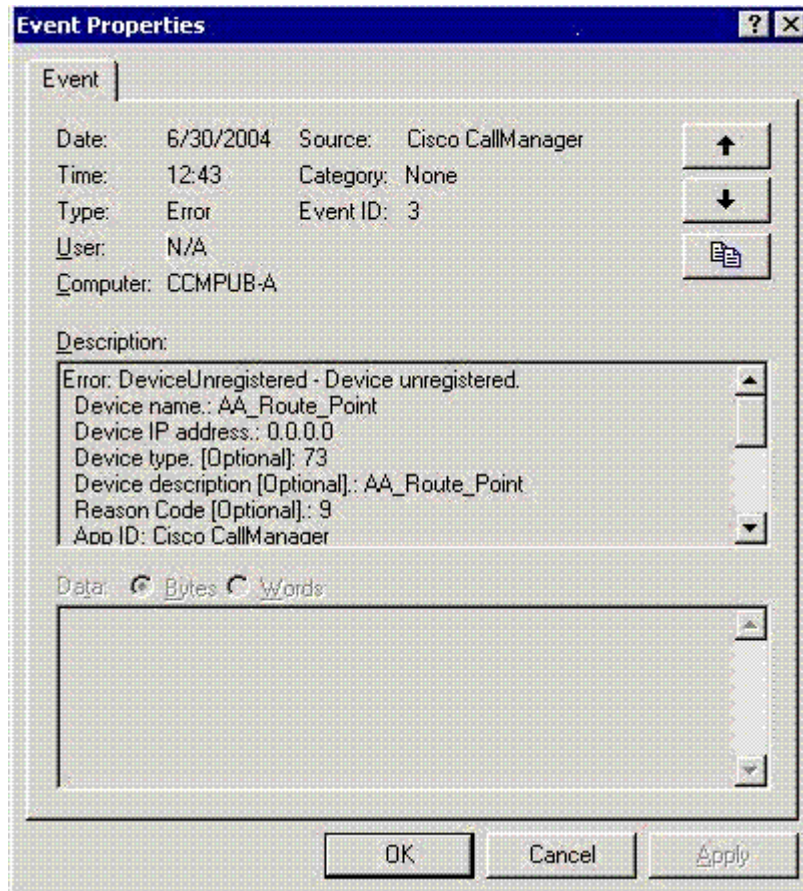 Event Properties
Event
Date: 6/30/2004 Source: Cisco CallManager
Time: 12:43 Category: None
Type: Error Event ID: 3
User: N/A
Computer: CCMPUB-A
Description:
Error: DeviceUnregistered - Device unregistered.
Device name.: AA_Route_Point
Device IP address.: 0.0.0.0
Device type. [Optional]: 73
Device description [Optional].: AA_Route_Point
Reason Code [Optional].: 9
App ID: Cisco CallManager
Data: Bytes Words
OK Cancel Apply